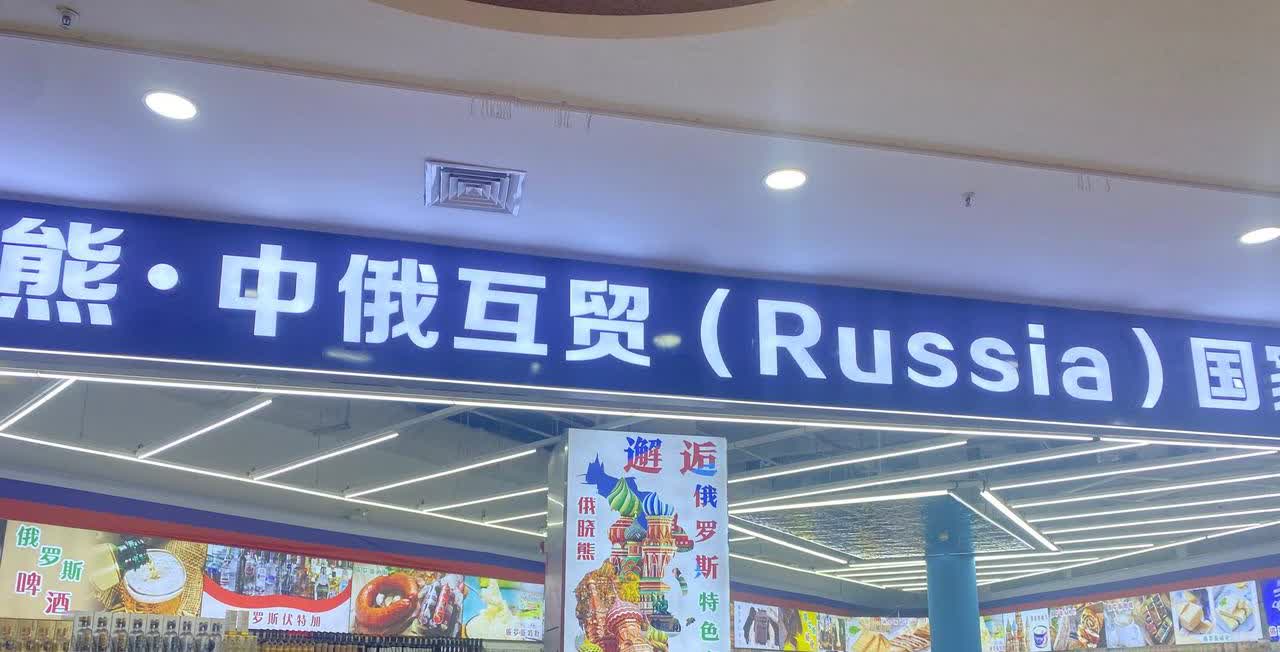 熊·中俄互贸（Russia）国
邂逅
俄罗斯特色
俄晓熊
俄罗斯
啤酒
罗斯伏特加